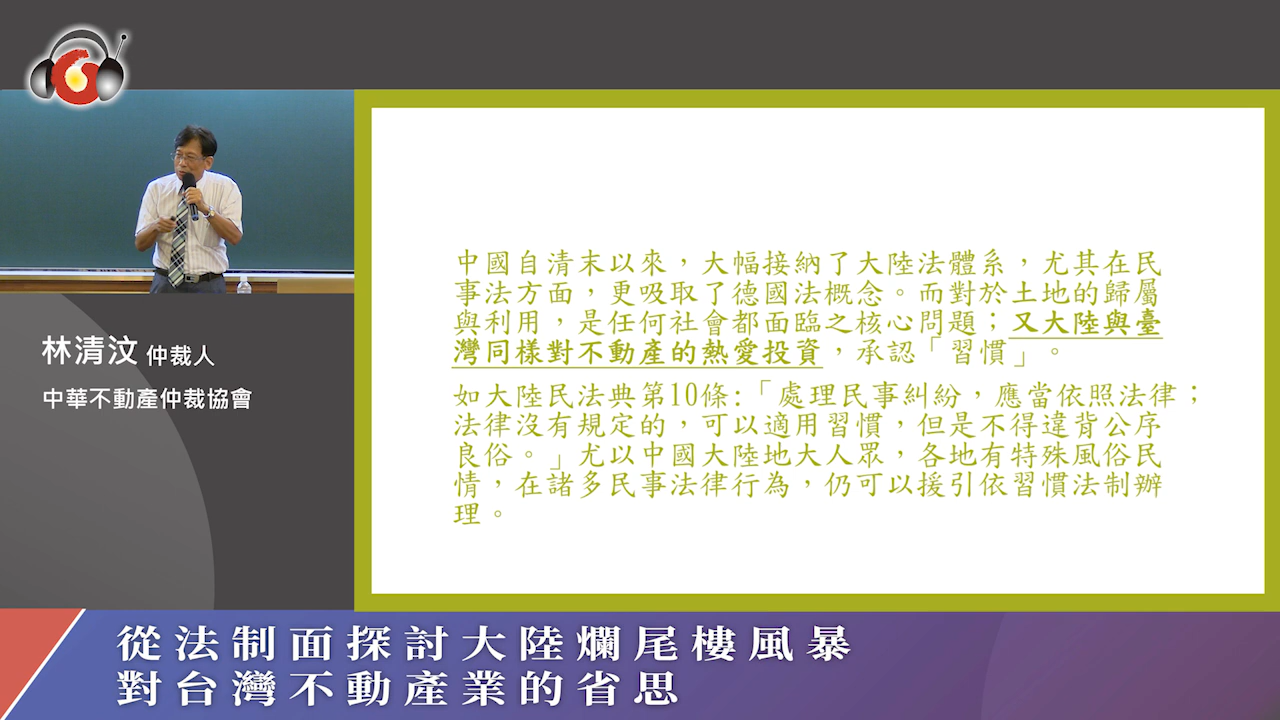 林清汶 仲裁人
中華不動產仲裁協會
中國自清末以來，大幅接納了大陸法體系，尤其在民
事法方面，更吸取了德國法概念。而對於土地的歸屬
與利用，是任何社會都面臨之核心問題；又大陸與臺
灣同樣對不動產的熱愛投資，承認「習慣」。
如大陸民法典第10條:「處理民事糾紛，應當依照法律；
法律沒有規定的，可以適用習慣，但是不得違背公序
良俗。」尤以中國大陸地大人眾，各地有特殊風俗民
情，在諸多民事法律行為，仍可以援引依習慣法制辦
理。
從法制面探討大陸爛尾樓風暴
對台灣不動產業的省思